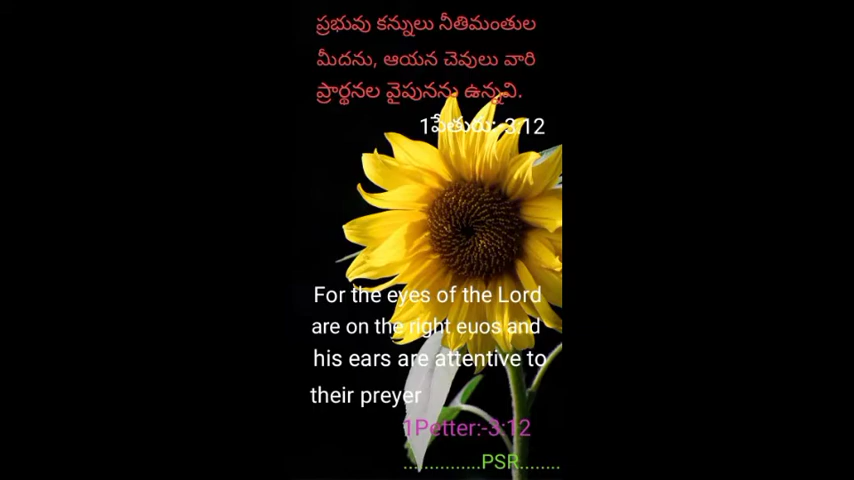 ప్రభువు కన్నులు నీతిమంతుల
మీదను, ఆయన చెవులు వారి
ప్రార్థనల వైపునను ఉన్నవి.
1పేతురు:-3:12
For the eyes of the Lord
are on the right euos and
his ears are attentive to
their preyer
1Petter:-3:12
...............PSR........